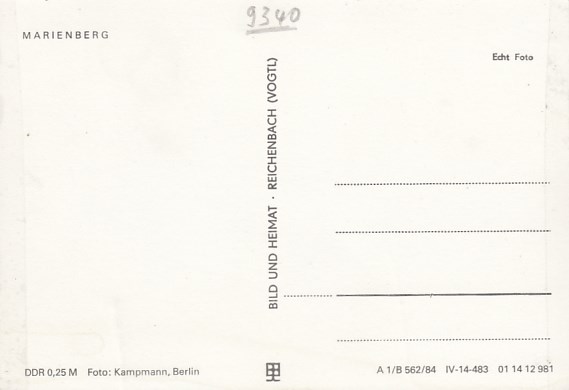 9340
MARIENBERG
Echt Foto
BILD UND HEIMAT · REICHENBACH (VOGTL)
DDR 0,25 M Foto: Kampmann, Berlin
A 1/B 562/84 IV-14-483 01 14 12 981